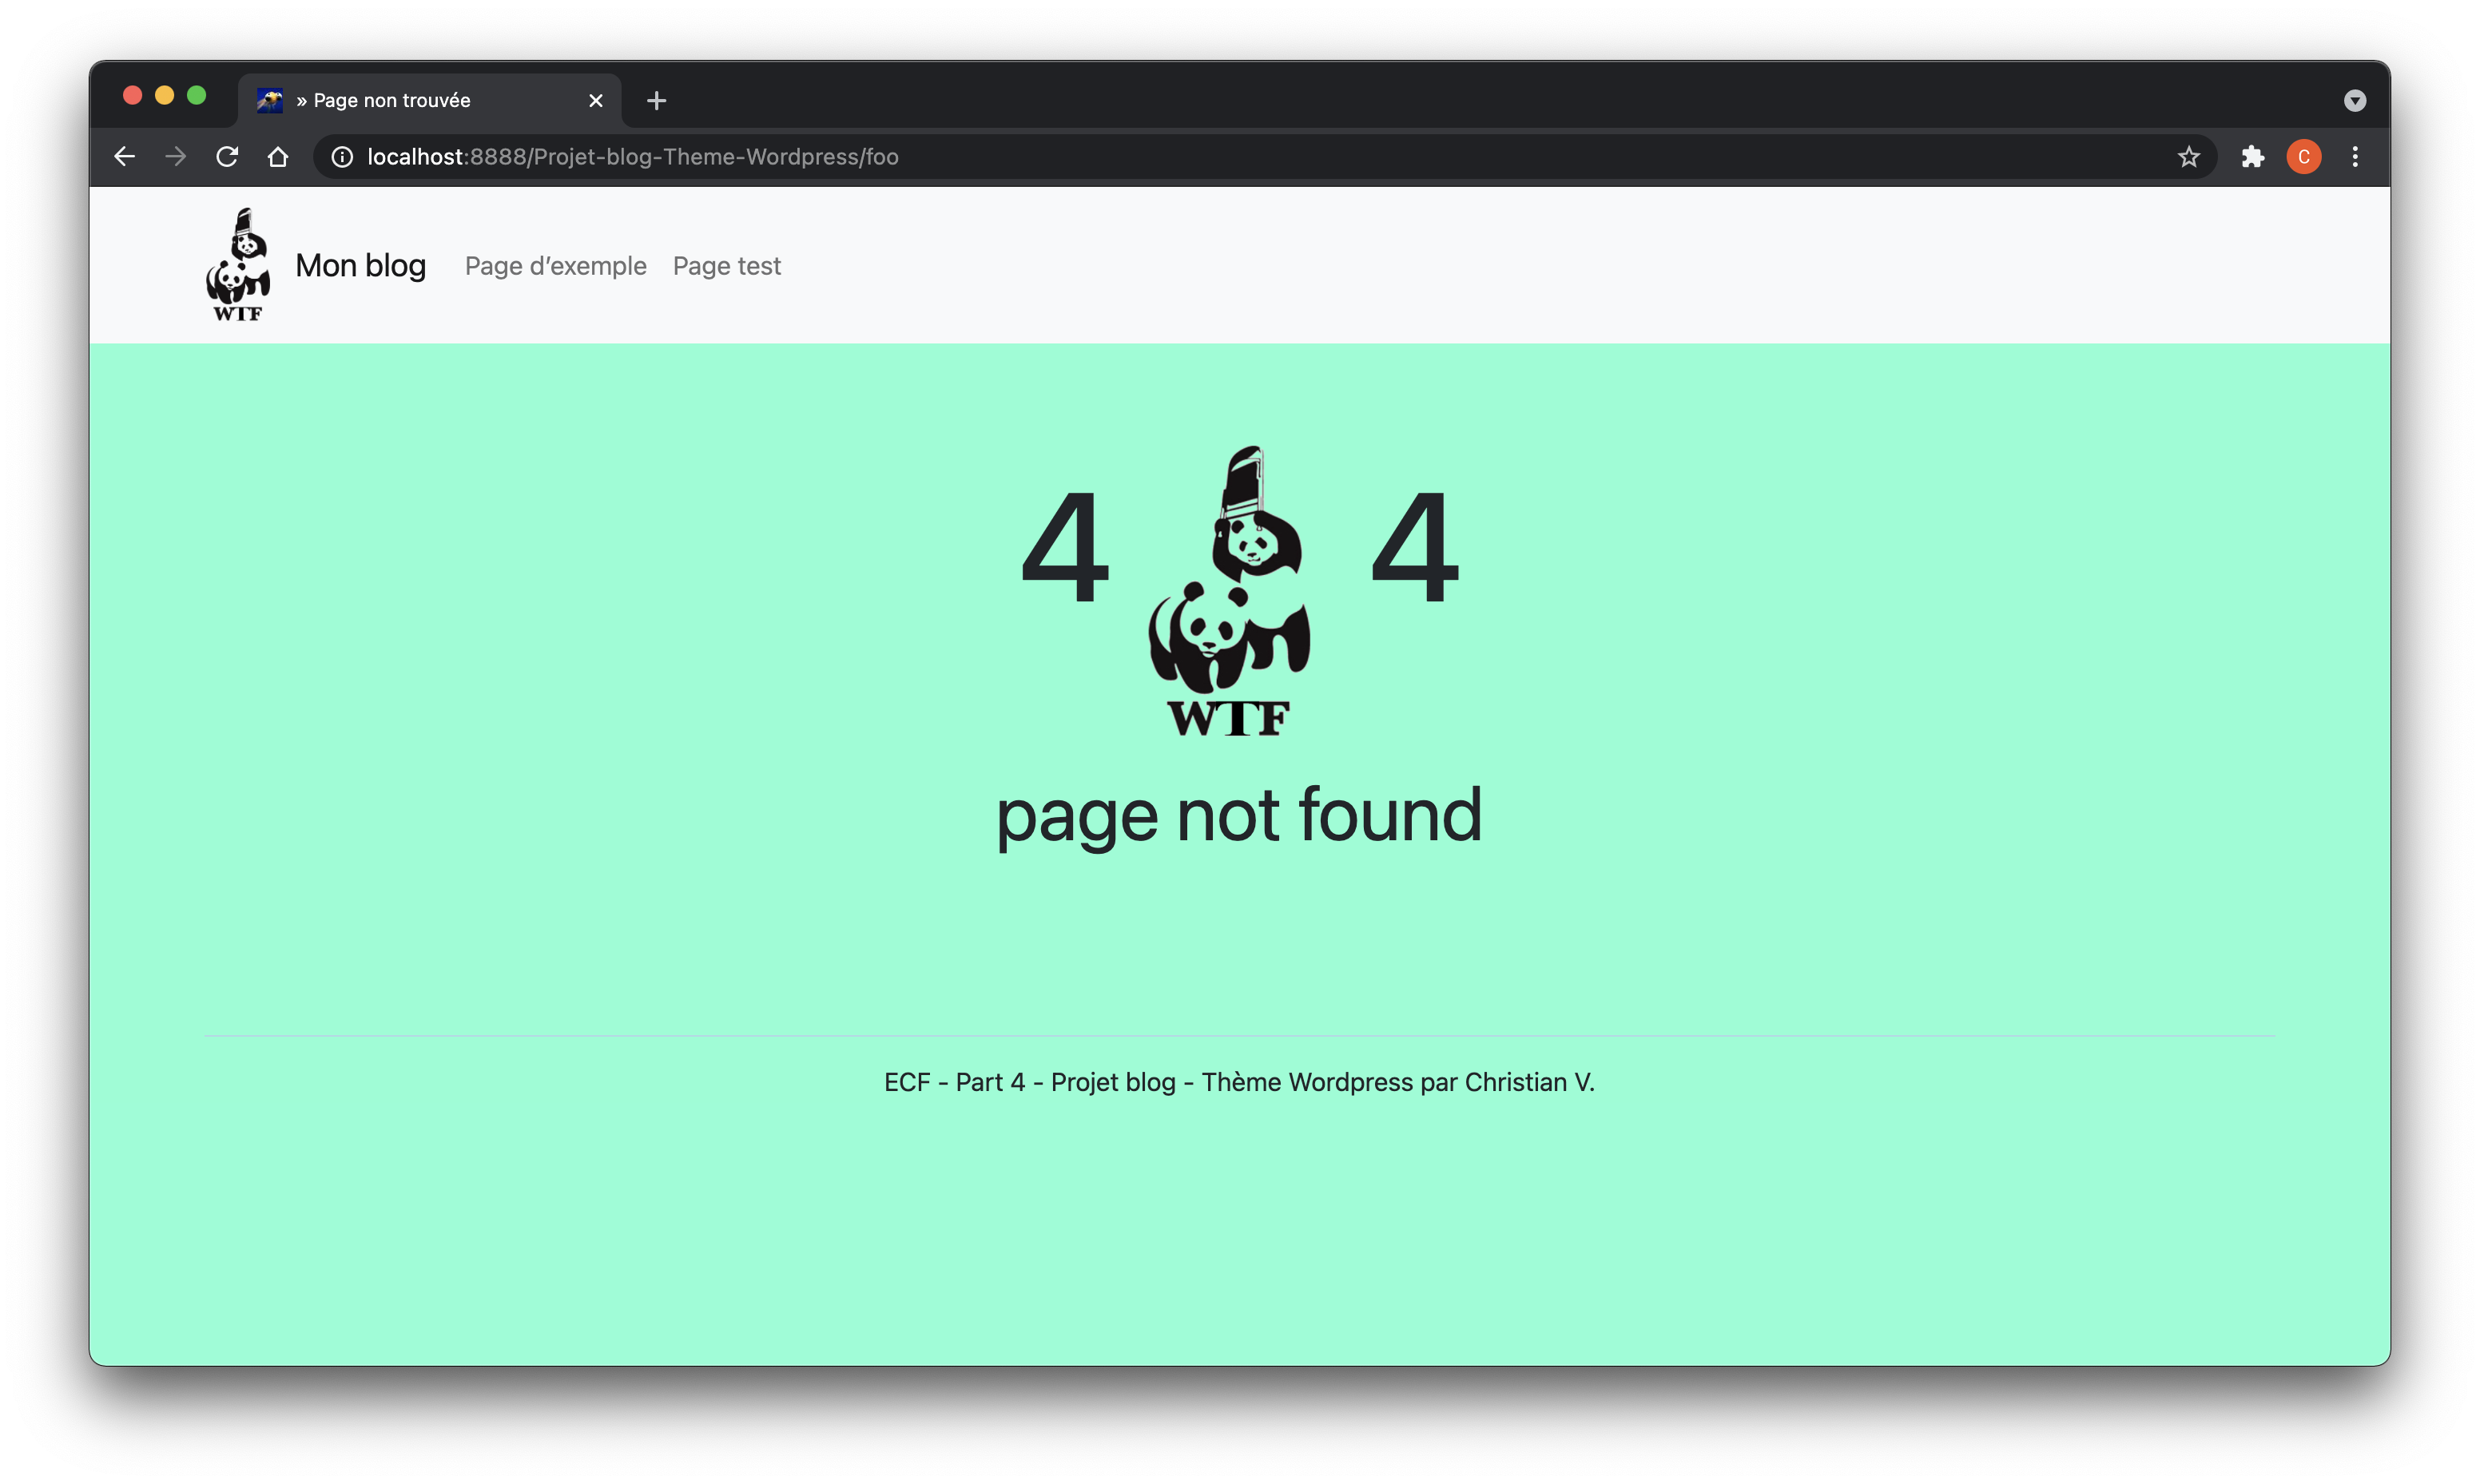 » Page non trouvée
localhost:8888/Projet-blog-Theme-Wordpress/foo
C
WTF
Mon blog Page d’exemple Page test
4 4
WTF
page not found
ECF - Part 4 - Projet blog - Thème Wordpress par Christian V.